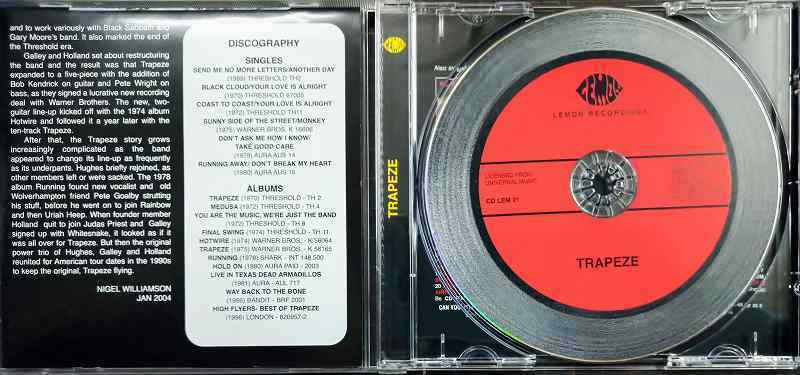 and to work variously with Black Sabbath and
Gary Moore's band. It also marked the end of
the Threshold era.
Galley and Holland set about restructuring
the band and the result was that Trapeze
expanded to a five-piece with the addition of
Bob Kendrick on guitar and Pete Wright on
bass, as they signed a lucrative new recording
deal with Warner Brothers. The new, two-
guitar line-up kicked off with the 1974 album
Hotwire and followed it a year later with the
ten-track Trapeze.
After that, the Trapeze story grows
increasingly complicated as the band
appeared to change its line-up as frequently
as its underpants. Hughes briefly rejoined, as
other members left or were sacked. The 1978
album Running found new vocalist and old
Wolverhampton friend Pete Goalby strutting
his stuff, before he went on to join Rainbow
and then Uriah Heep. When founder member
Holland quit to join Judas Priest and Galley
signed up with Whitesnake, it looked as if it
was all over for Trapeze. But then the original
power trio of Hughes, Galley and Holland
reunited for American tour dates in the 1990s
to keep the original, Trapeze flying.
NIGEL WILLIAMSON
JAN 2004
DISCOGRAPHY
SINGLES
SEND ME NO MORE LETTERS/ANOTHER DAY
(1969) THRESHOLD TH2
BLACK CLOUD/YOUR LOVE IS ALRIGHT
(1970) THRESHOLD 67005
COAST TO COAST/YOUR LOVE IS ALRIGHT
(1972) THRESHOLD TH11
SUNNY SIDE OF THE STREET/MONKEY
(1975) WARNER BROS. K 16606
DON'T ASK ME HOW I KNOW/
TAKE GOOD CARE
(1979) AURA AUS 14
RUNNING AWAY/ DON'T BREAK MY HEART
(1980) AURA AUS 16
ALBUMS
TRAPEZE (1970) THRESHOLD - TH 2
MEDUSA (1970) THRESHOLD - TH 4
YOU ARE THE MUSIC, WE'RE JUST THE BAND
(1972) THRESHOLD - TH 8
FINAL SWING (1974) THRESHOLD - TH11
HOTWIRE (1974) WARNER BROS. - K 56064
TRAPEZE (1975) WARNER BROS. - K 56165
RUNNING (1979) SHARK - INT 148.500
HOLD ON (1980) AURA PAID - 2003
LIVE IN TEXAS DEAD ARMADILLOS
(1981) AURA - AUL 717
WAY BACK TO THE BONE
(1986) BANDIT - BRF 2001
HIGH FLYERS- BEST OF TRAPEZE
(1996) LONDON - 820957-2
LEMON
TRAPEZE
LEMON
LEMON RECORDINGS
LICENSED FROM
UNIVERSAL MUSIC
CD LEM 21
TRAPEZE
CAN YOU